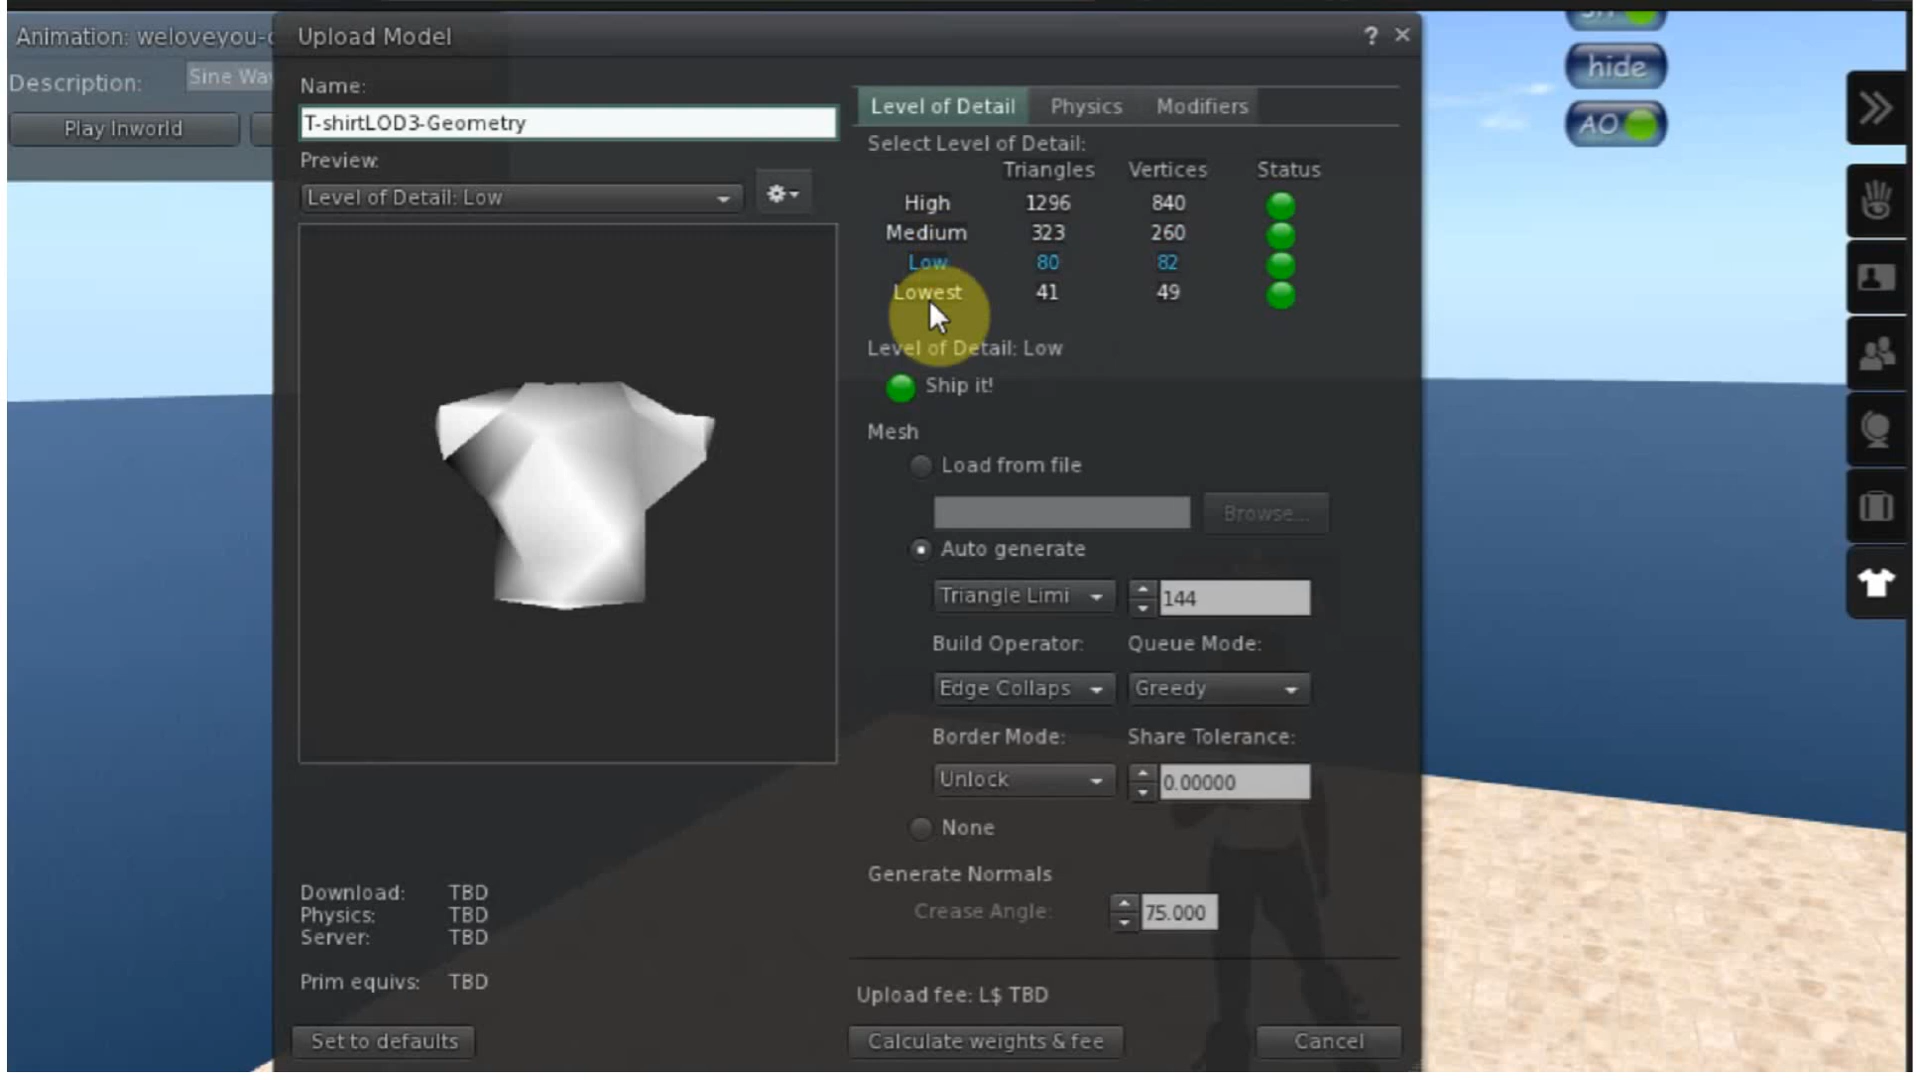 Animation: weloveyou-
Description:
Sine Wa
Play Inworld
Upload Model
? ×
Name:
T-shirtLOD3-Geometry
Preview:
Level of Detail: Low
Level of Detail
Physics
Modifiers
Select Level of Detail:
Triangles Vertices Status
High 1296 840
Medium 323 260
Low 80 82
Lowest 41 49
Level of Detail: Low
Ship it!
Mesh
Load from file
Browse...
Auto generate
Triangle Limi
144
Build Operator: Queue Mode:
Edge Collaps
Greedy
Border Mode: Share Tolerance:
Unlock
0.00000
None
Generate Normals
Crease Angle: 75.000
Download: TBD
Physics: TBD
Server: TBD
Prim equivs: TBD
Upload fee: L$ TBD
Set to defaults
Calculate weights & fee
Cancel
hide
AO